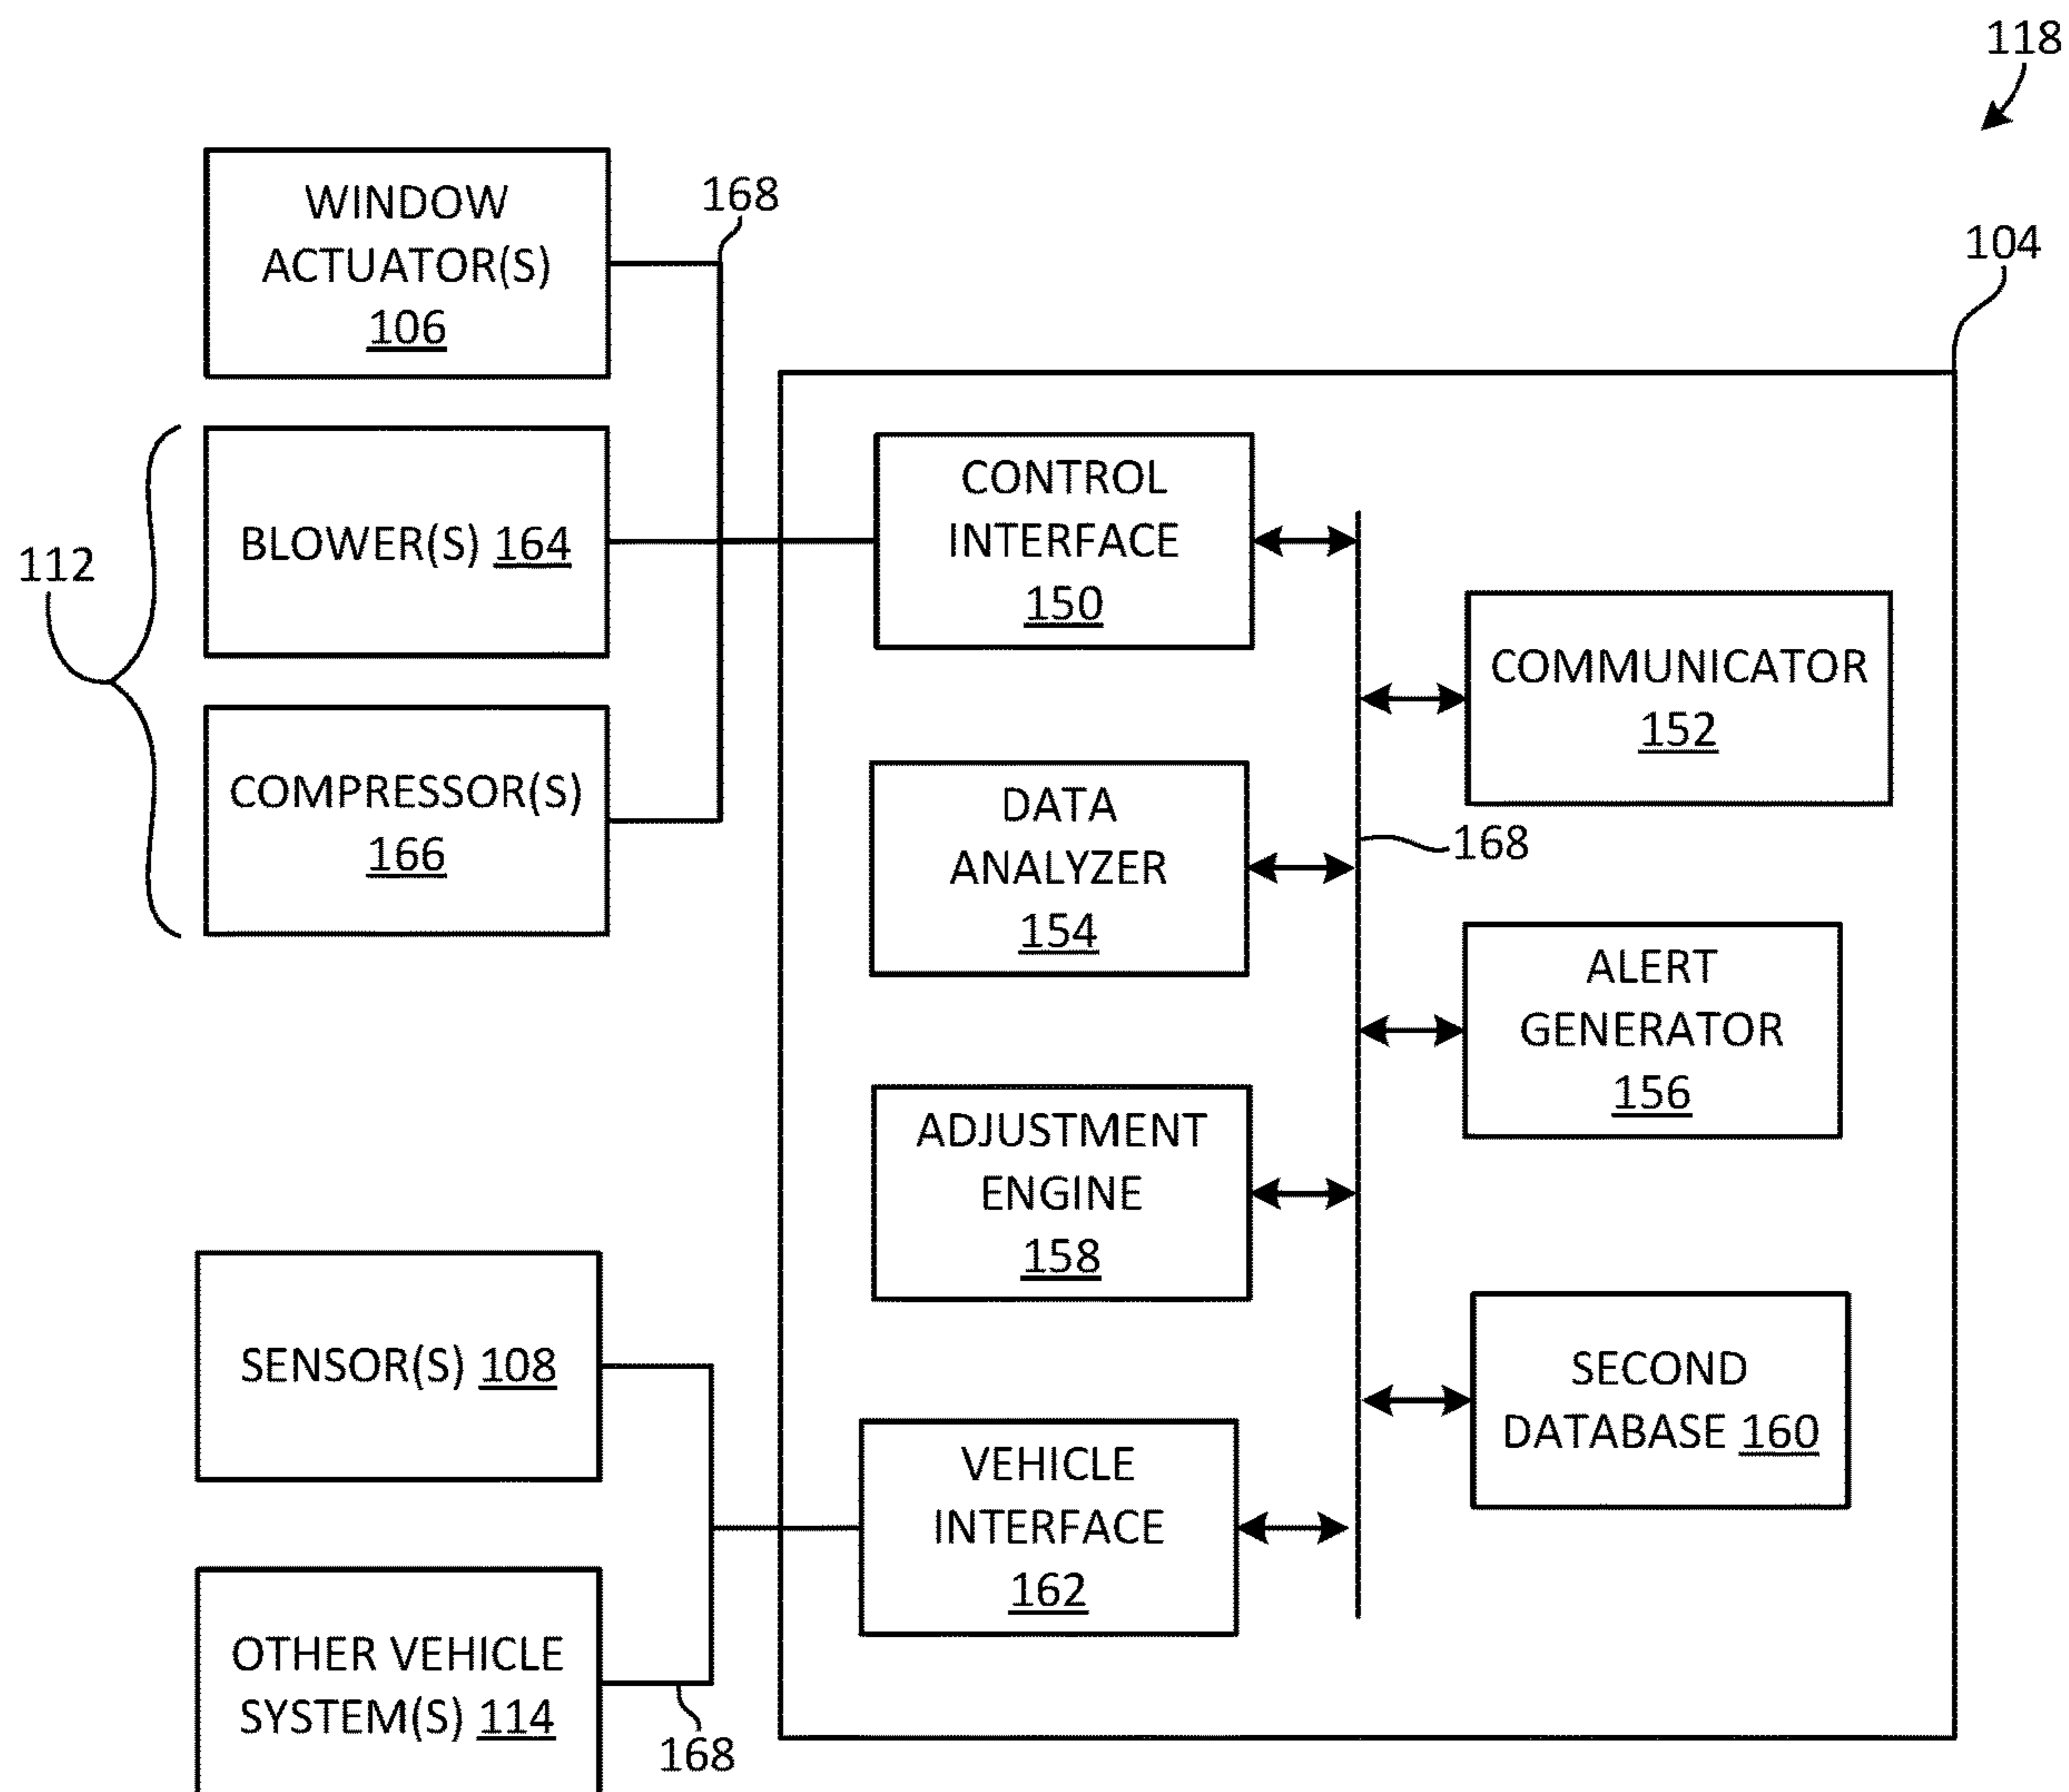 118
WINDOW
ACTUATOR(S)
106
168
104
112
BLOWER(S) 164
COMPRESSOR(S)
166
CONTROL
INTERFACE
150
COMMUNICATOR
152
DATA
ANALYZER
154
168
ALERT
GENERATOR
156
ADJUSTMENT
ENGINE
158
SENSOR(S) 108
SECOND
DATABASE 160
VEHICLE
INTERFACE
162
OTHER VEHICLE
SYSTEM(S) 114
168